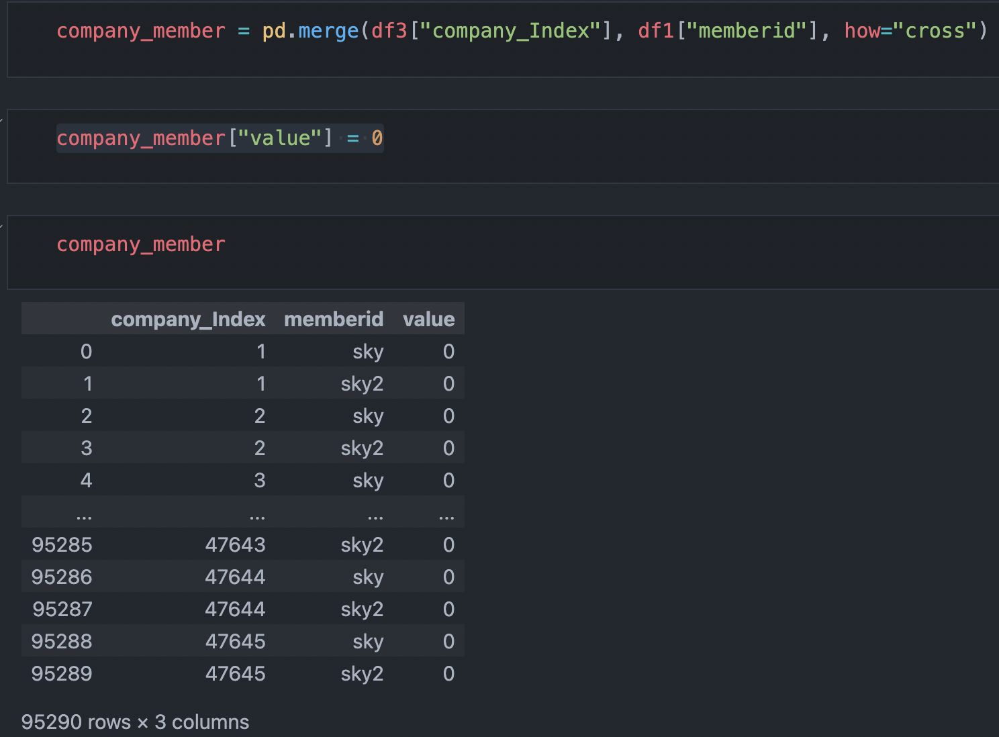 company_member = pd.merge(df3["company_Index"], df1["memberid"], how="cross")
company_member["value"] = 0
company_member
company_Index memberid value
0 1 sky 0
1 1 sky2 0
2 2 sky 0
3 2 sky2 0
4 3 sky 0
... ... ... ...
95285 47643 sky2 0
95286 47644 sky 0
95287 47644 sky2 0
95288 47645 sky 0
95289 47645 sky2 0
95290 rows × 3 columns